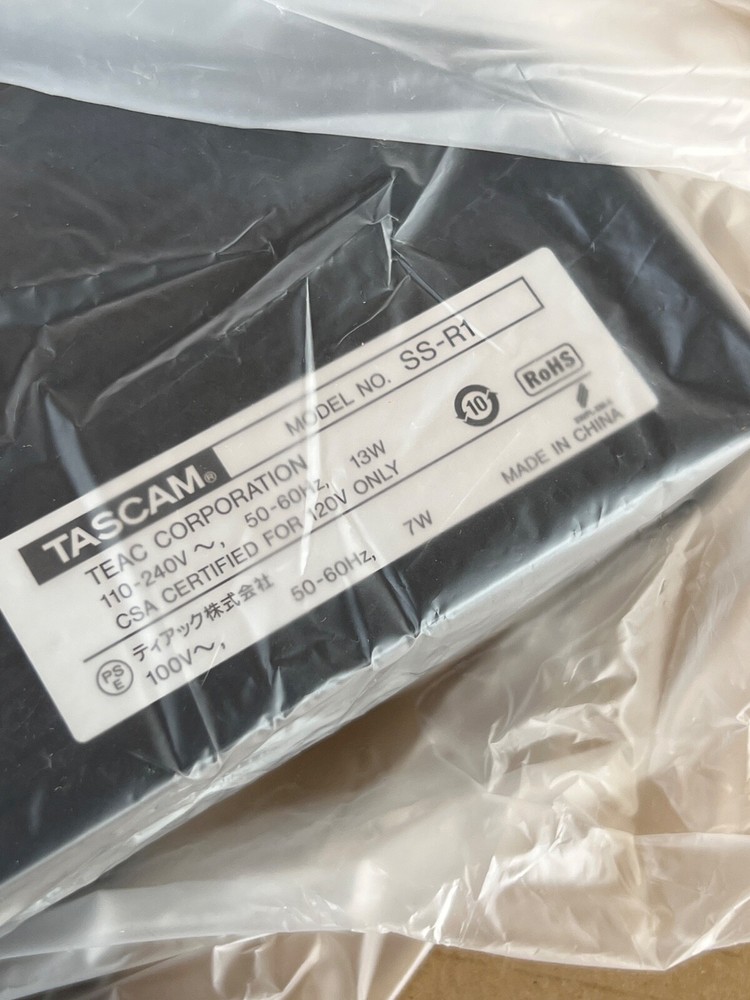 TASCAM® MODEL NO. SS-R1
TEAC CORPORATION
110-240V ～, 50-60Hz, 13W
CSA CERTIFIED FOR 120V ONLY
10
RoHS
ティアック株式会社
PSE 100V～, 50-60Hz, 7W
MADE IN CHINA